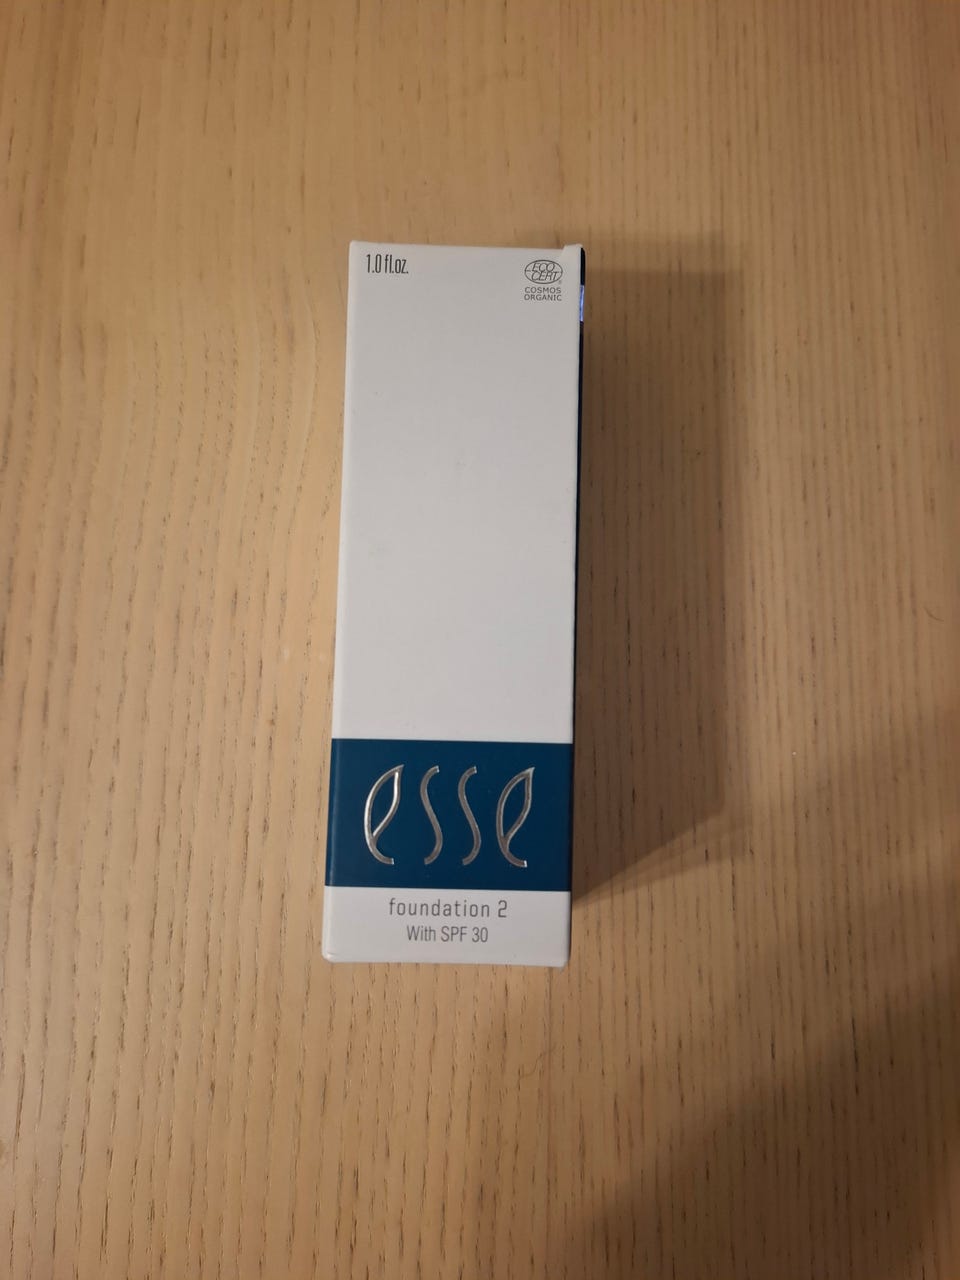 1.0 fl.oz.
ECO
CERT®
COSMOS
ORGANIC
esse
foundation 2
With SPF 30